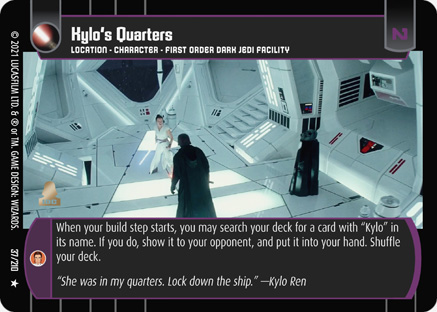 Kylo's Quarters
LOCATION - CHARACTER - FIRST ORDER DARK JEDI FACILITY
N
© 2021 LUCASFILM LTD. & ® or TM. GAME DESIGN: WIZARDS.
37/210
When your build step starts, you may search your deck for a card with “Kylo” in
its name. If you do, show it to your opponent, and put it into your hand. Shuffle
your deck.
“She was in my quarters. Lock down the ship.” —Kylo Ren